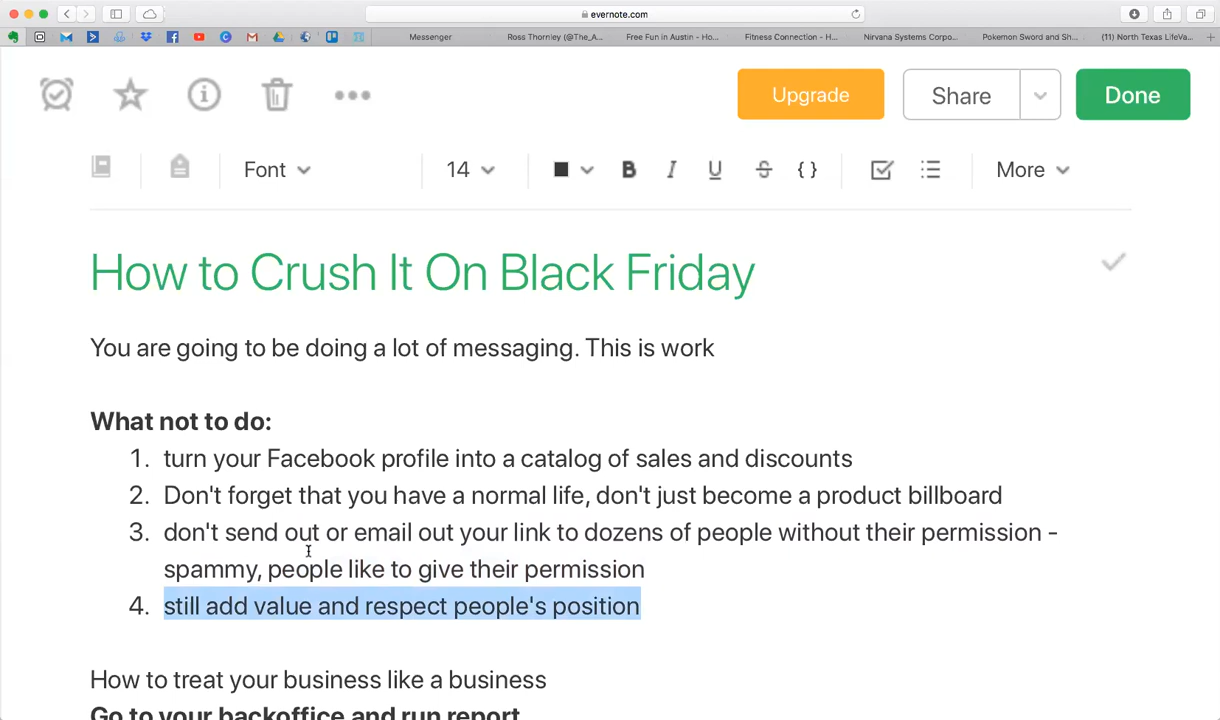 evernote.com
Messenger
Ross Thornley (@The_A...
Free Fun in Austin - Ho...
Fitness Connection - H...
Nirvana Systems Corpo...
Pokemon Sword and Sh...
(11) North Texas LifeVa...
Upgrade
Share
Done
Font
14
B
I
U
S
{ }
More
How to Crush It On Black Friday
You are going to be doing a lot of messaging. This is work
What not to do:
1. turn your Facebook profile into a catalog of sales and discounts
2. Don't forget that you have a normal life, don't just become a product billboard
3. don't send out or email out your link to dozens of people without their permission -
spammy, people like to give their permission
4. still add value and respect people's position
How to treat your business like a business
Go to your backoffice and run report